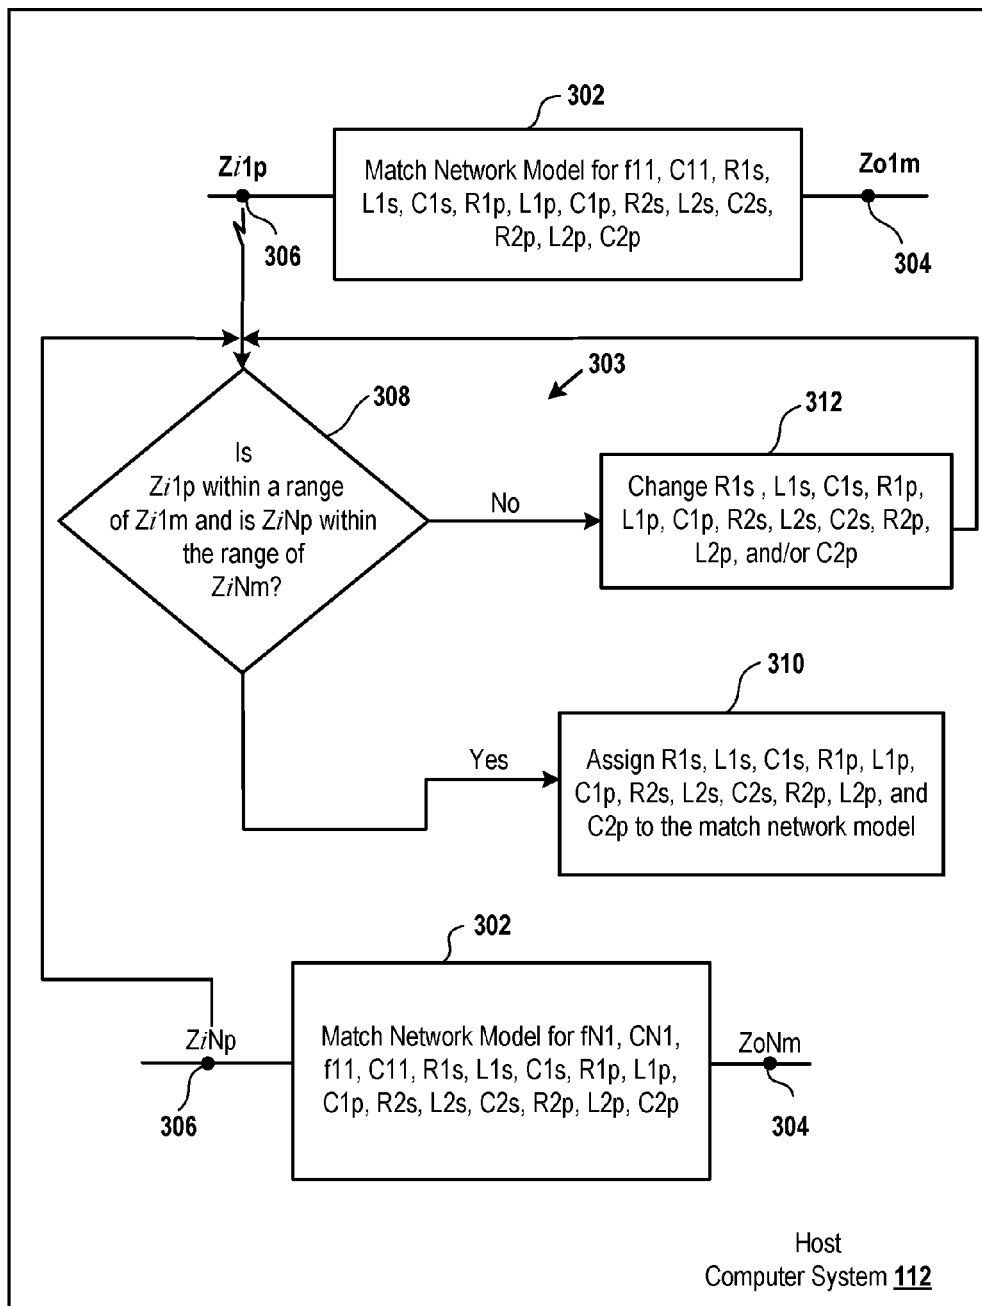 302
Zi1p
Match Network Model for f11, C11, R1s,
L1s, C1s, R1p, L1p, C1p, R2s, L2s, C2s,
R2p, L2p, C2p
Zo1m
306
304
303
308
312
Is
Zi1p within a range
of Zi1m and is ZiNp within
the range of
ZiNm?
No
Change R1s , L1s, C1s, R1p,
L1p, C1p, R2s, L2s, C2s, R2p,
L2p, and/or C2p
310
Yes
Assign R1s, L1s, C1s, R1p, L1p,
C1p, R2s, L2s, C2s, R2p, L2p, and
C2p to the match network model
302
ZiNp
Match Network Model for fN1, CN1,
f11, C11, R1s, L1s, C1s, R1p, L1p,
C1p, R2s, L2s, C2s, R2p, L2p, C2p
ZoNm
306
304
Host
Computer System 112